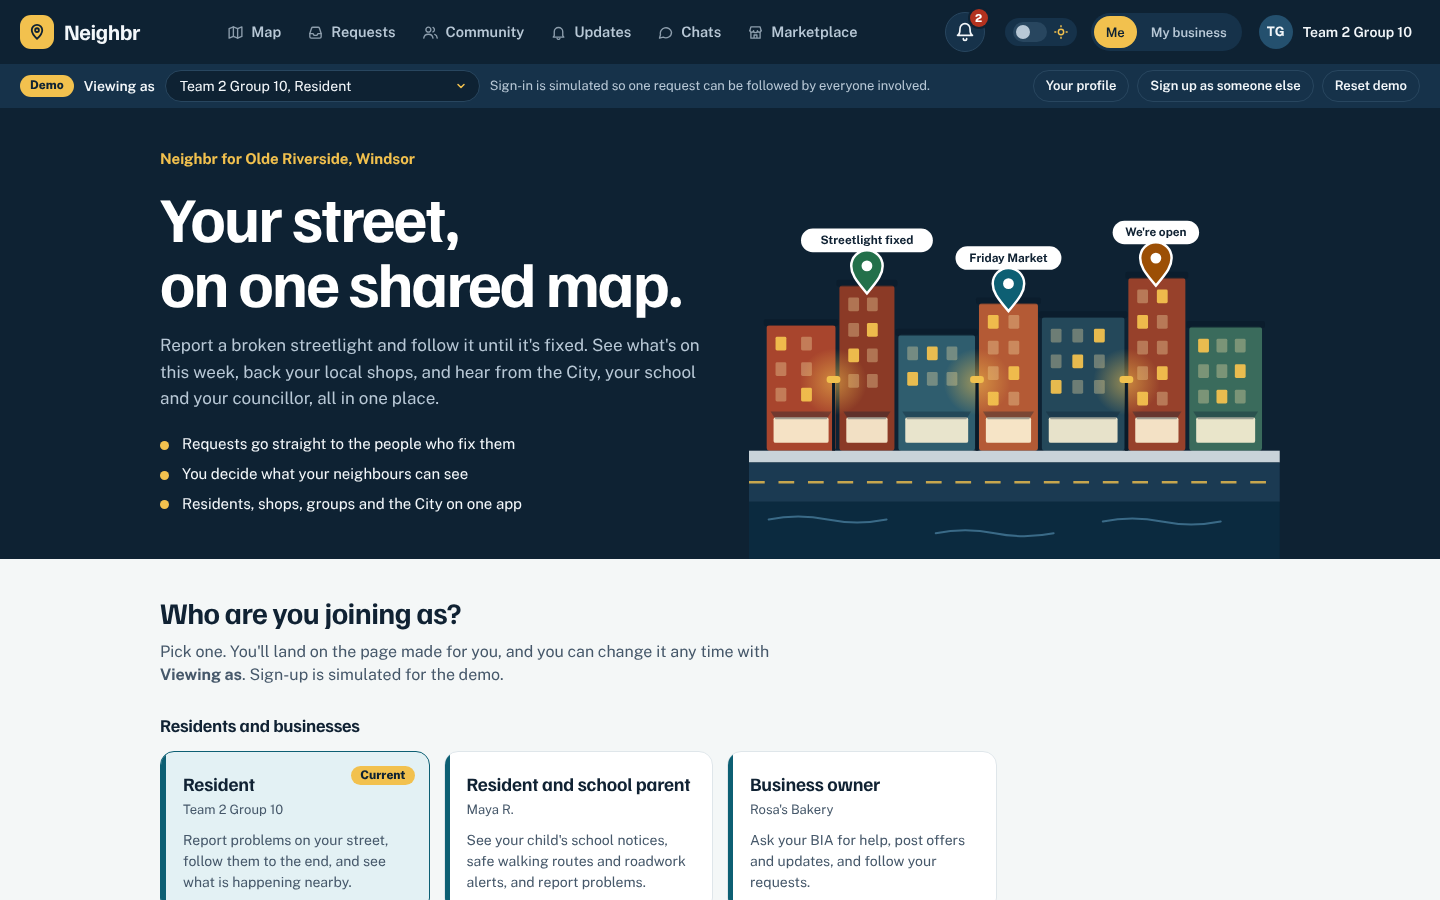 Neighbr
Map
Requests
Community
Updates
Chats
Marketplace
2
Me
My business
TG
Team 2 Group 10
Demo
Viewing as
Team 2 Group 10, Resident
Sign-in is simulated so one request can be followed by everyone involved.
Your profile
Sign up as someone else
Reset demo
Neighbr for Olde Riverside, Windsor
Your street,
on one shared map.
Report a broken streetlight and follow it until it's fixed. See what's on
this week, back your local shops, and hear from the City, your school
and your councillor, all in one place.
Requests go straight to the people who fix them
You decide what your neighbours can see
Residents, shops, groups and the City on one app
Streetlight fixed
Friday Market
We're open
Who are you joining as?
Pick one. You'll land on the page made for you, and you can change it any time with
Viewing as. Sign-up is simulated for the demo.
Residents and businesses
Resident
Current
Team 2 Group 10
Report problems on your street,
follow them to the end, and see
what is happening nearby.
Resident and school parent
Maya R.
See your child's school notices,
safe walking routes and roadwork
alerts, and report problems.
Business owner
Rosa's Bakery
Ask your BIA for help, post offers
and updates, and follow your
requests.